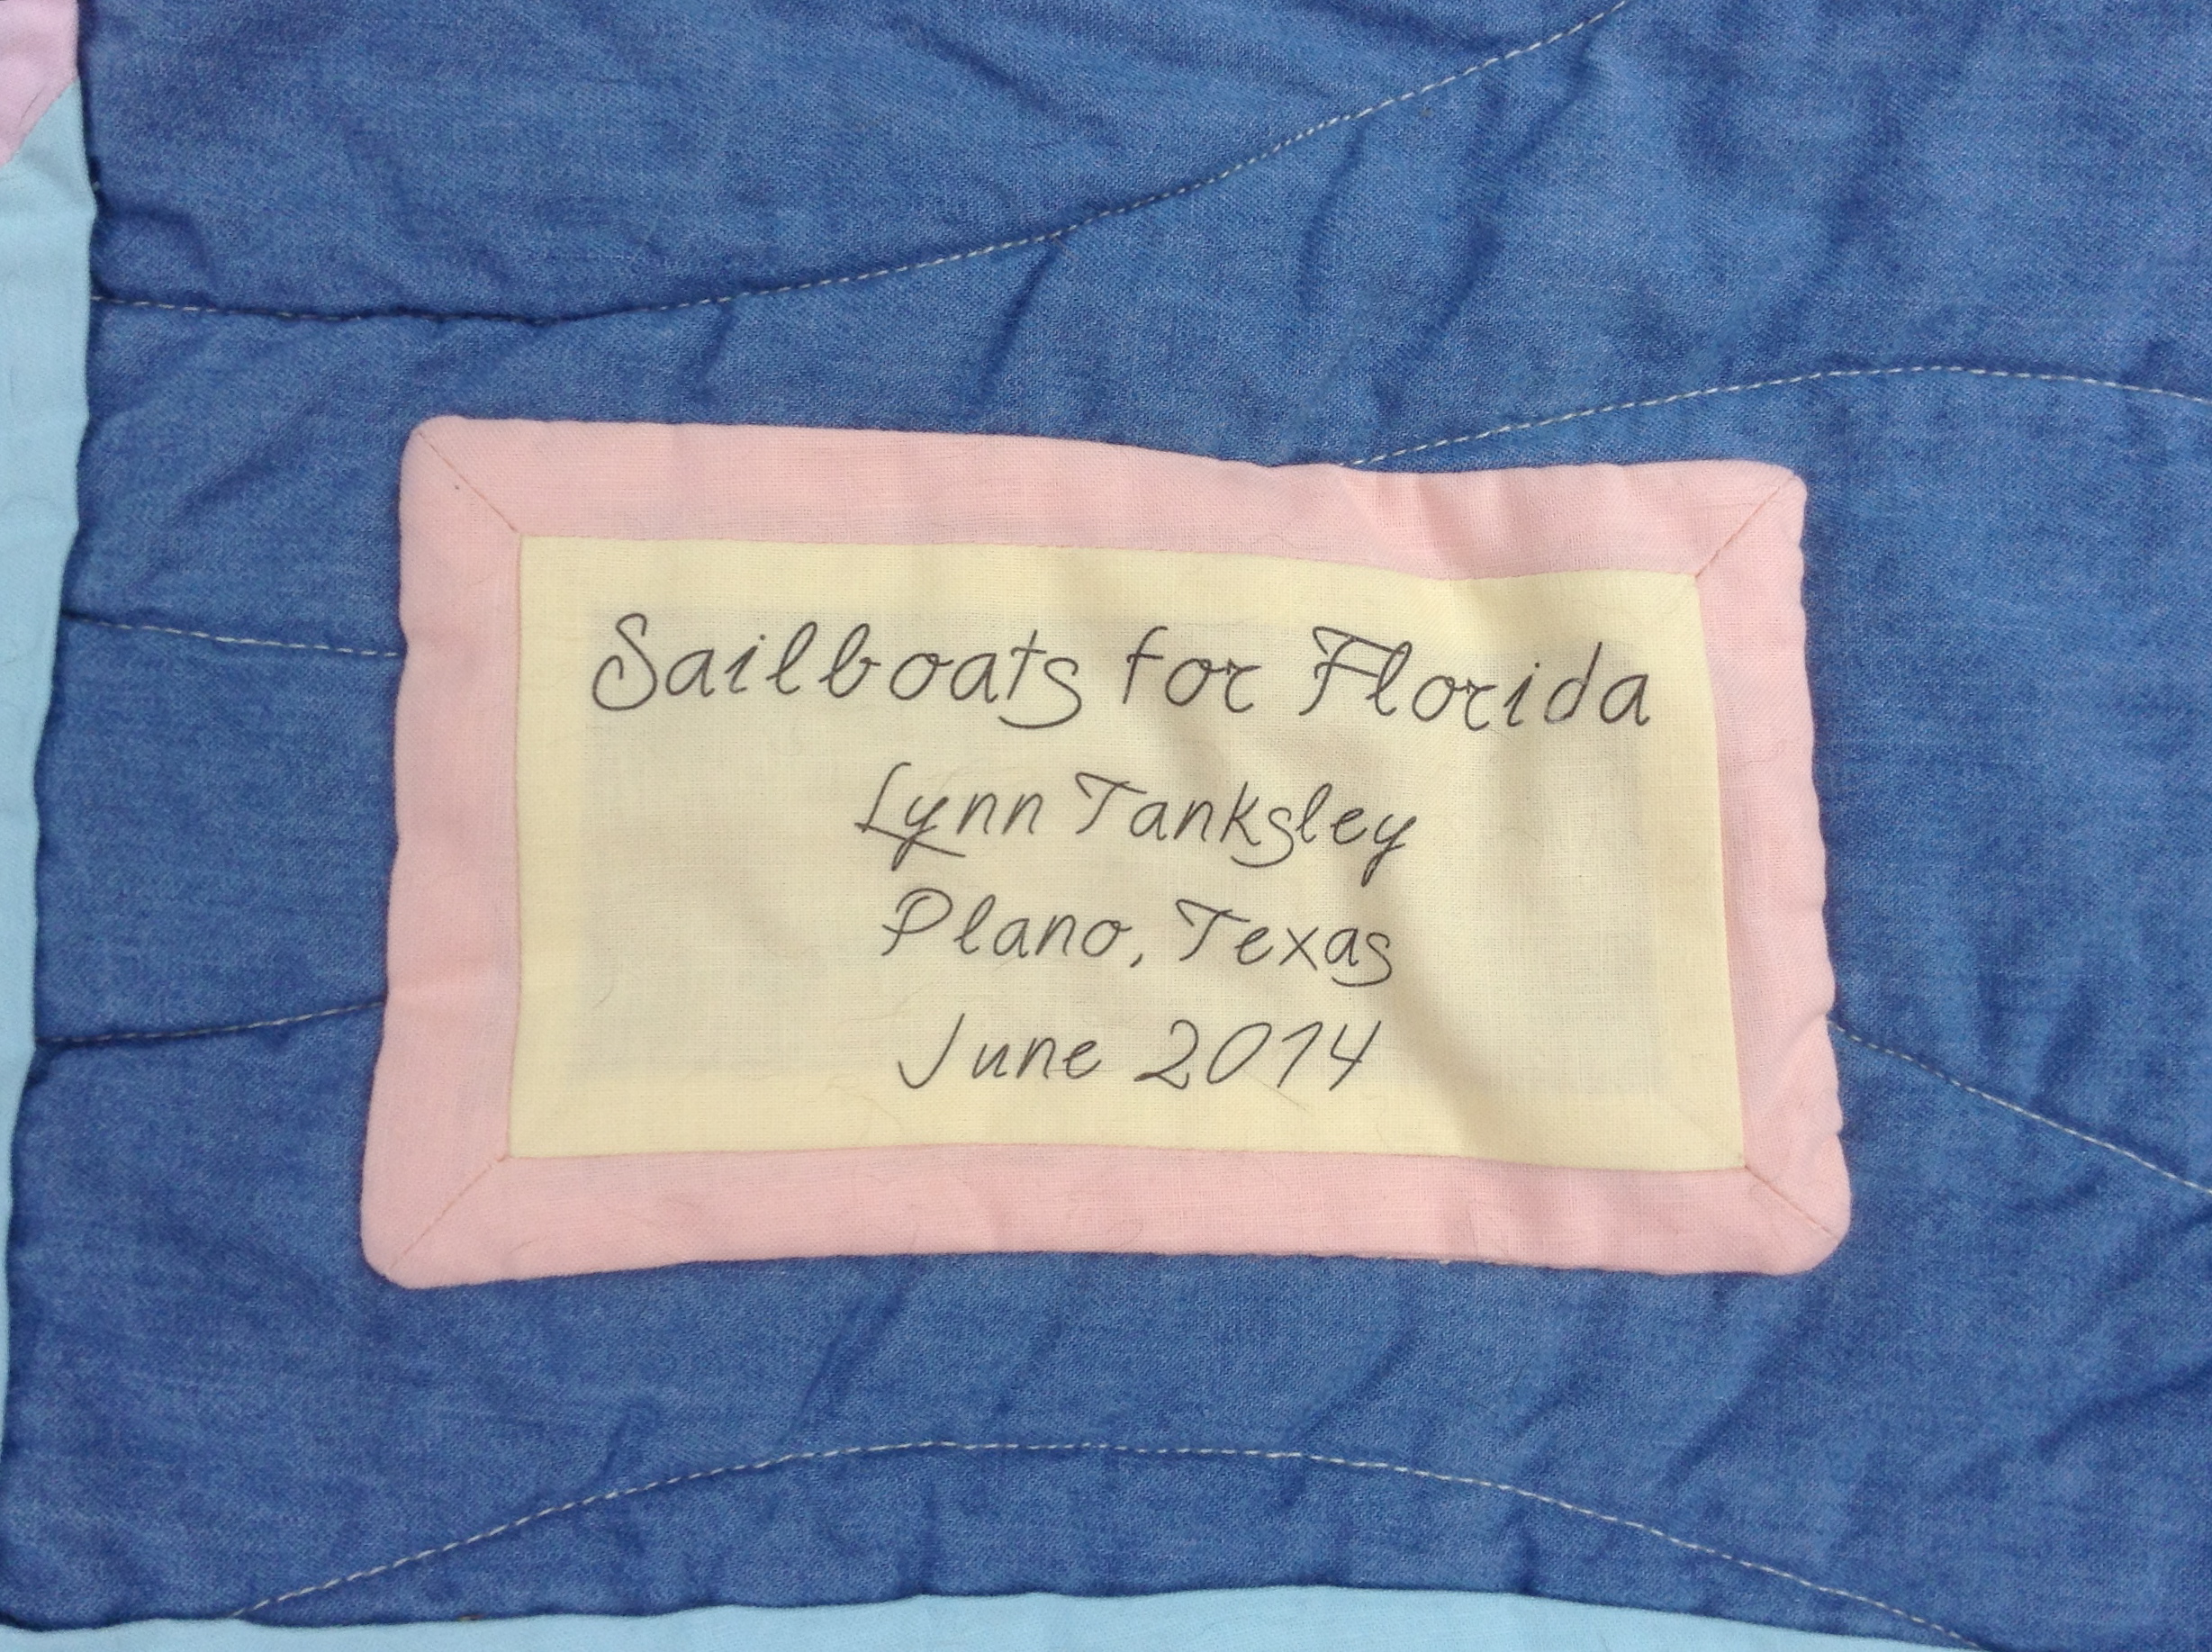 Sailboats for Florida
Lynn Tanksley
Plano, Texas
June 2014